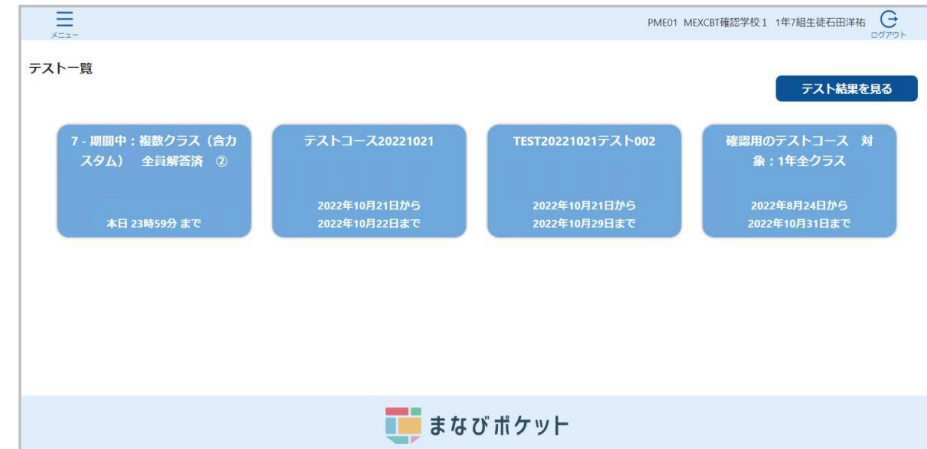 メニュー
PME01 MEXCBT確認学校1 1年7組生徒石田洋祐
ログアウト
テスト一覧
テスト結果を見る
7 - 期間中：複数クラス（含カ
スタム） 全員解答済 ②
本日 23時59分 まで
テストコース20221021
2022年10月21日から
2022年10月22日まで
TEST20221021テスト002
2022年10月21日から
2022年10月29日まで
確認用のテストコース 対
象：1年全クラス
2022年8月24日から
2022年10月31日まで
まなびポケット